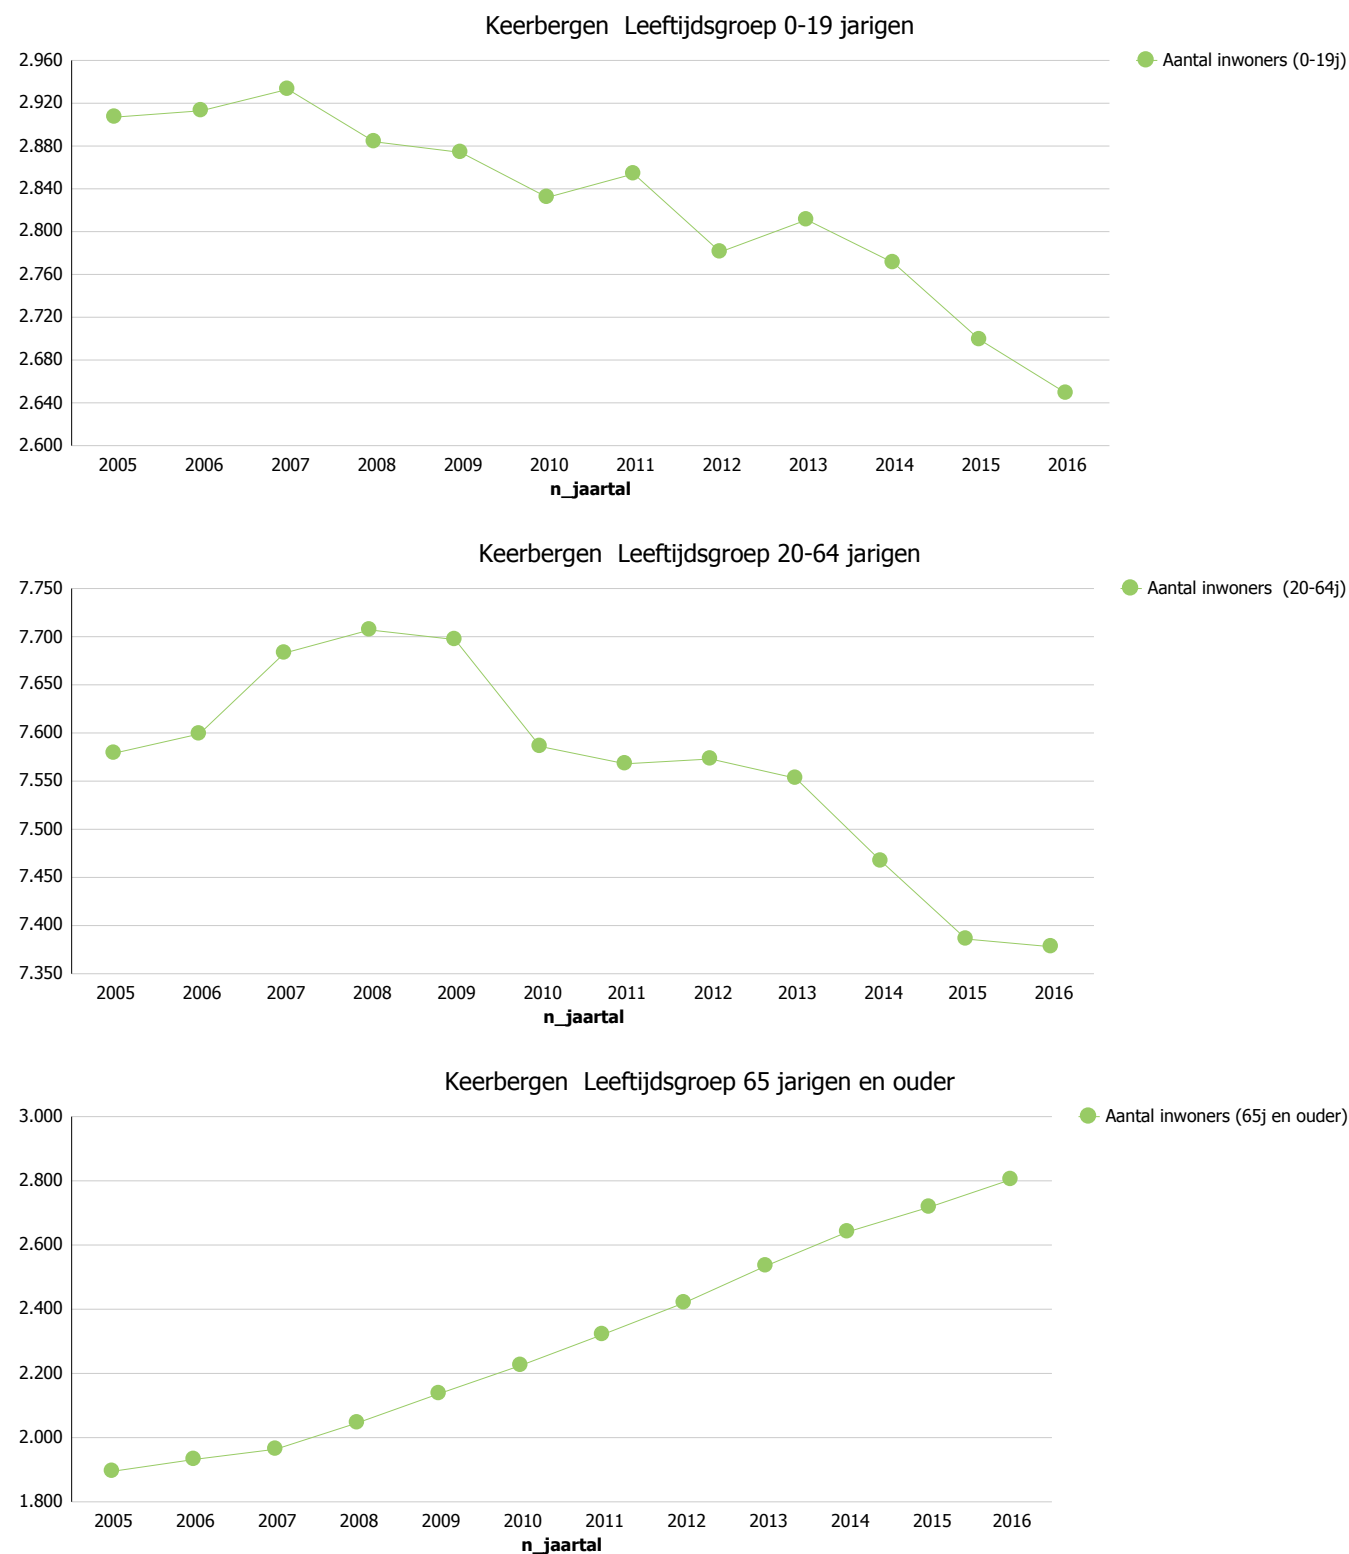 Keerbergen  Leeftijdsgroep 0-19 jarigen
Aantal inwoners (0-19j)
2.960
2.920
2.880
2.840
2.800
2.760
2.720
2.680
2.640
2.600
2005 2006 2007 2008 2009 2010 2011 2012 2013 2014 2015 2016
n_jaartal
Keerbergen  Leeftijdsgroep 20-64 jarigen
Aantal inwoners  (20-64j)
7.750
7.700
7.650
7.600
7.550
7.500
7.450
7.400
7.350
2005 2006 2007 2008 2009 2010 2011 2012 2013 2014 2015 2016
n_jaartal
Keerbergen  Leeftijdsgroep 65 jarigen en ouder
Aantal inwoners (65j en ouder)
3.000
2.800
2.600
2.400
2.200
2.000
1.800
2005 2006 2007 2008 2009 2010 2011 2012 2013 2014 2015 2016
n_jaartal